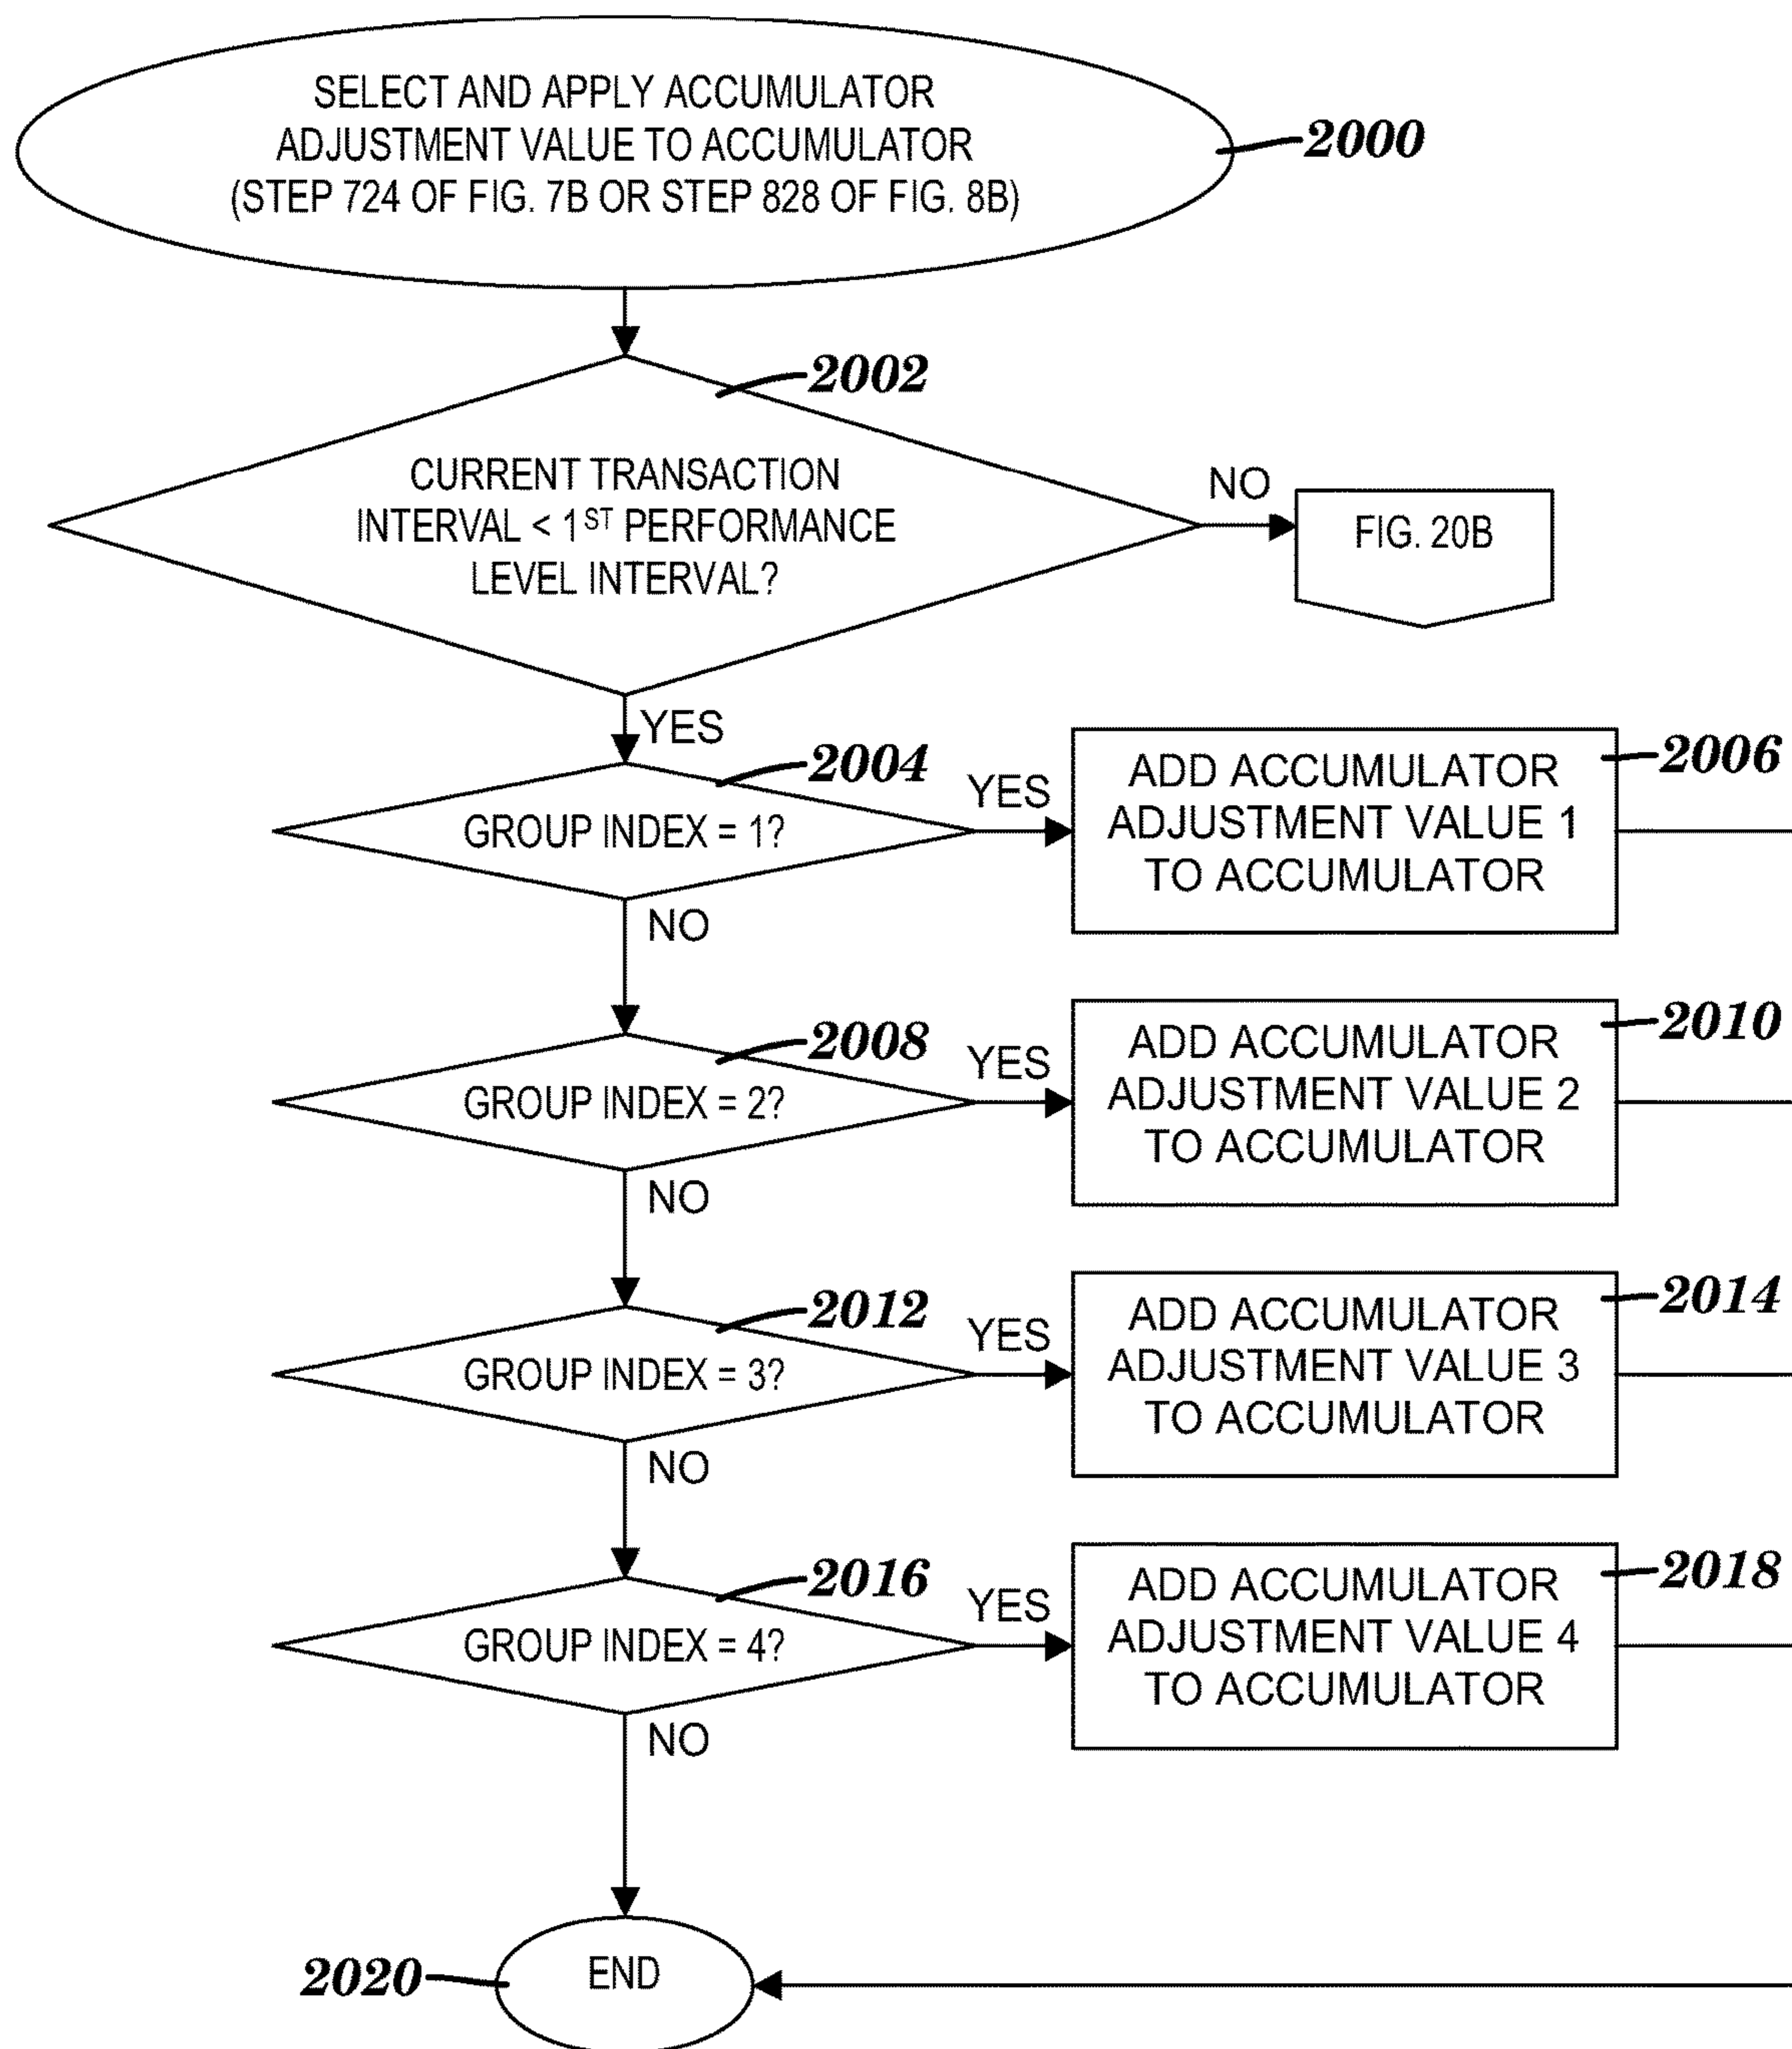 SELECT AND APPLY ACCUMULATOR
ADJUSTMENT VALUE TO ACCUMULATOR
(STEP 724 OF FIG. 7B OR STEP 828 OF FIG. 8B)
2000
2002
CURRENT TRANSACTION
INTERVAL < 1ST PERFORMANCE
LEVEL INTERVAL?
NO
FIG. 20B
YES
2004
GROUP INDEX = 1?
YES
ADD ACCUMULATOR
ADJUSTMENT VALUE 1
TO ACCUMULATOR
2006
NO
2008
GROUP INDEX = 2?
YES
ADD ACCUMULATOR
ADJUSTMENT VALUE 2
TO ACCUMULATOR
2010
NO
2012
GROUP INDEX = 3?
YES
ADD ACCUMULATOR
ADJUSTMENT VALUE 3
TO ACCUMULATOR
2014
NO
2016
GROUP INDEX = 4?
YES
ADD ACCUMULATOR
ADJUSTMENT VALUE 4
TO ACCUMULATOR
2018
NO
2020
END